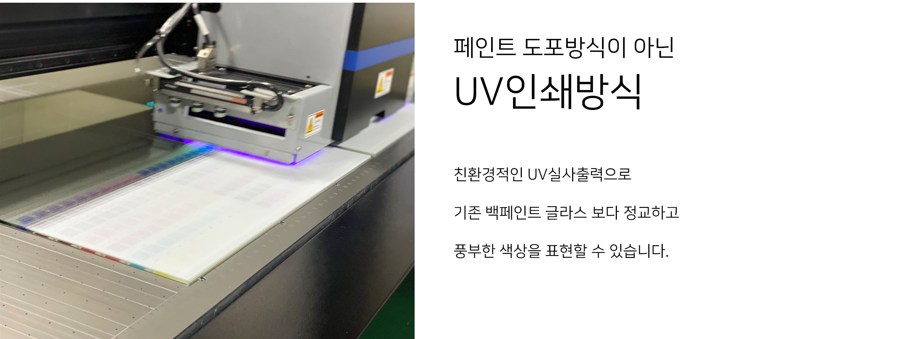 페인트 도포방식이 아닌
UV인쇄방식
친환경적인 UV실사출력으로
기존 백페인트 글라스 보다 정교하고
풍부한 색상을 표현할 수 있습니다.